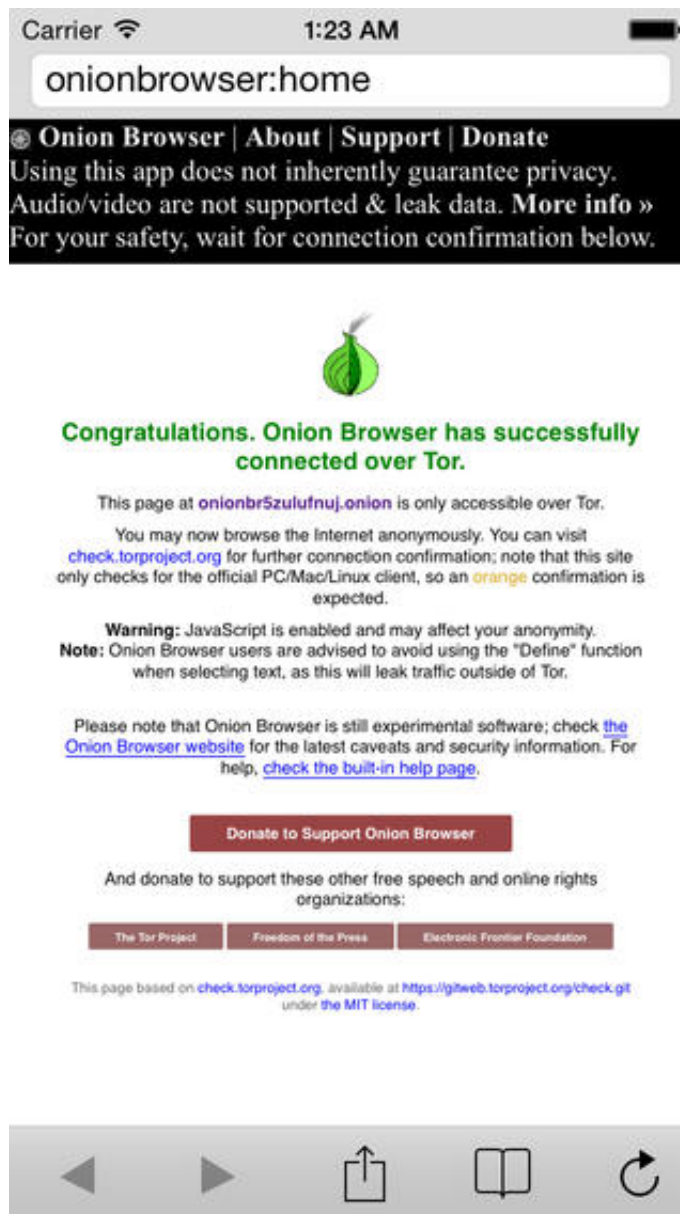 Carrier 1:23 AM
onionbrowser:home
Onion Browser | About | Support | Donate
Using this app does not inherently guarantee privacy.
Audio/video are not supported & leak data. More info »
For your safety, wait for connection confirmation below.
Congratulations. Onion Browser has successfully
connected over Tor.
This page at onionbr5zulufnuj.onion is only accessible over Tor.
You may now browse the Internet anonymously. You can visit
check.torproject.org for further connection confirmation; note that this site
only checks for the official PC/Mac/Linux client, so an orange confirmation is
expected.
Warning: JavaScript is enabled and may affect your anonymity.
Note: Onion Browser users are advised to avoid using the "Define" function
when selecting text, as this will leak traffic outside of Tor.
Please note that Onion Browser is still experimental software; check the
Onion Browser website for the latest caveats and security information. For
help, check the built-in help page.
Donate to Support Onion Browser
And donate to support these other free speech and online rights
organizations:
The Tor Project Freedom of the Press Electronic Frontier Foundation
This page based on check.torproject.org, available at https://gitweb.torproject.org/check.git
under the MIT license.